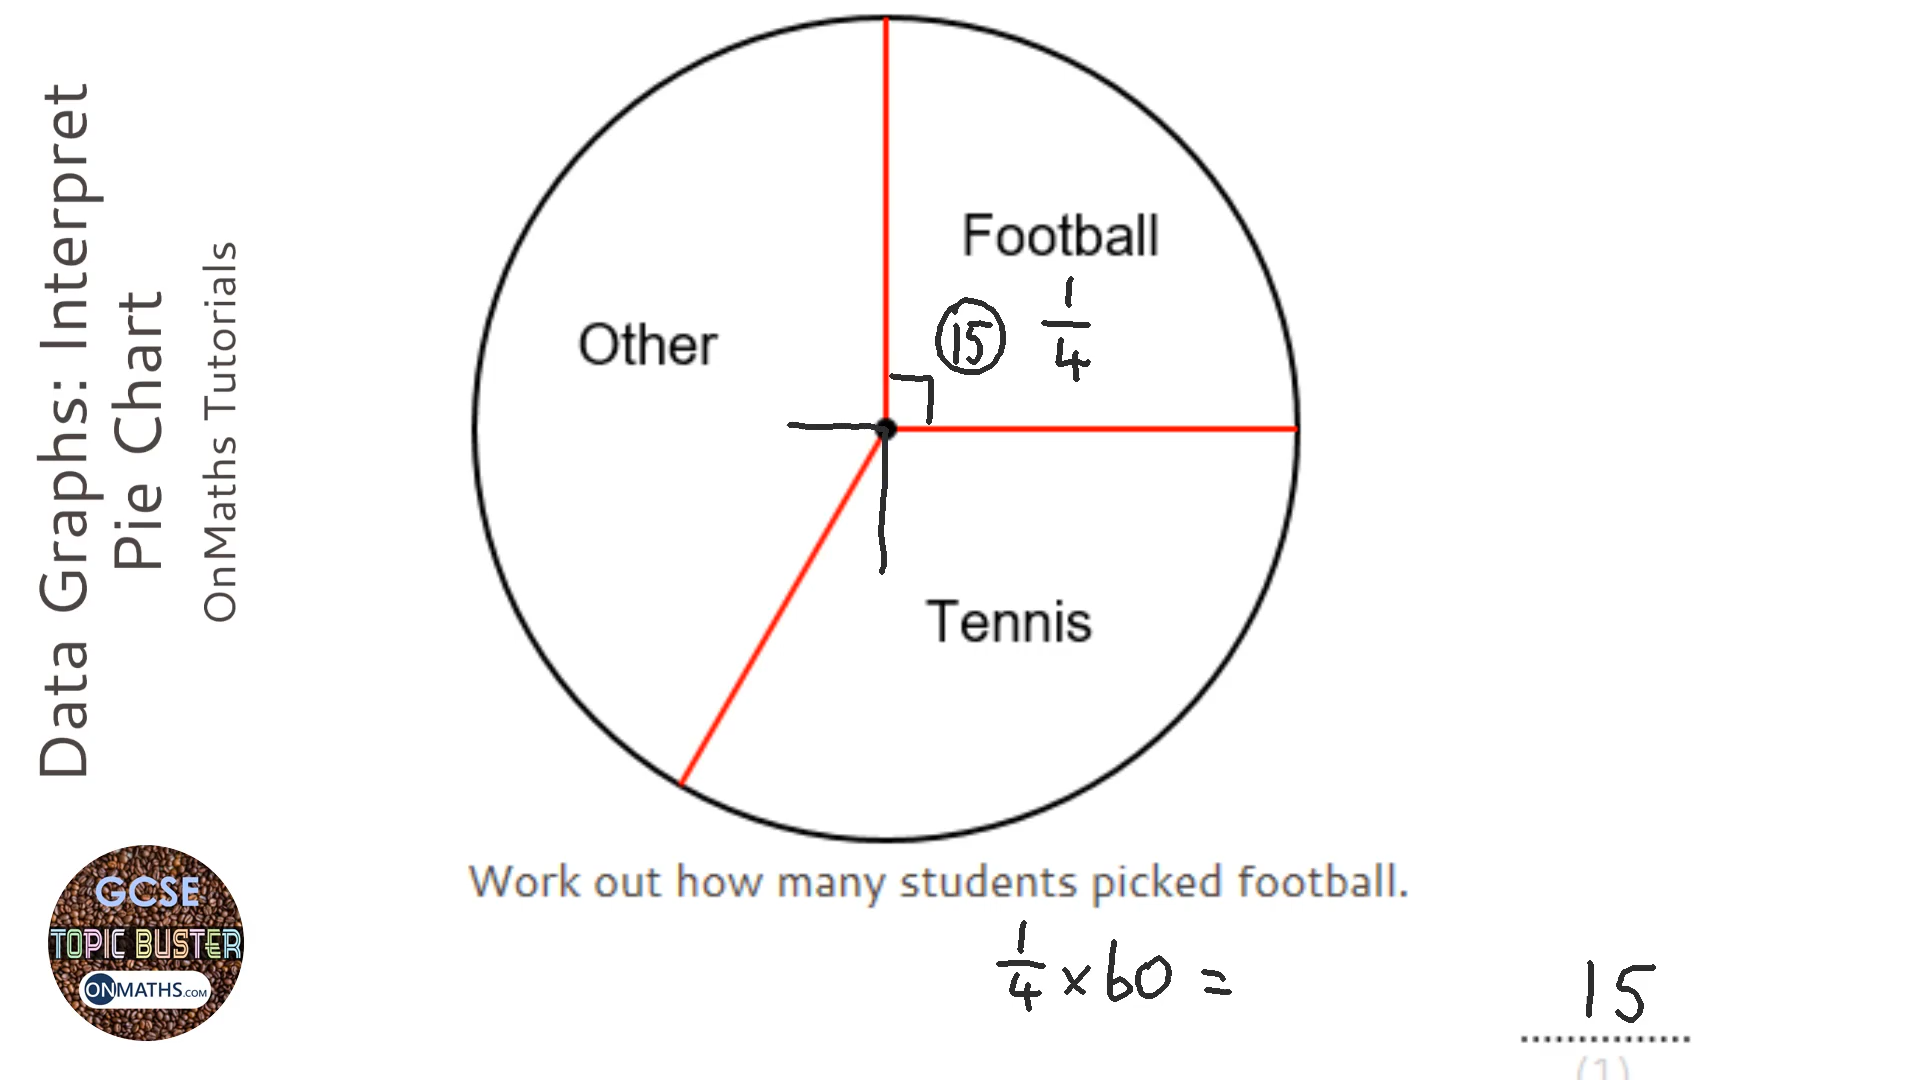 Data Graphs: Interpret
Pie Chart
OnMaths Tutorials
Football
15
1
4
Other
Tennis
Work out how many students picked football.
1/4 × 60 =
15
(1)
GCSE
TOPIC BUSTER
ONMATHS.COM